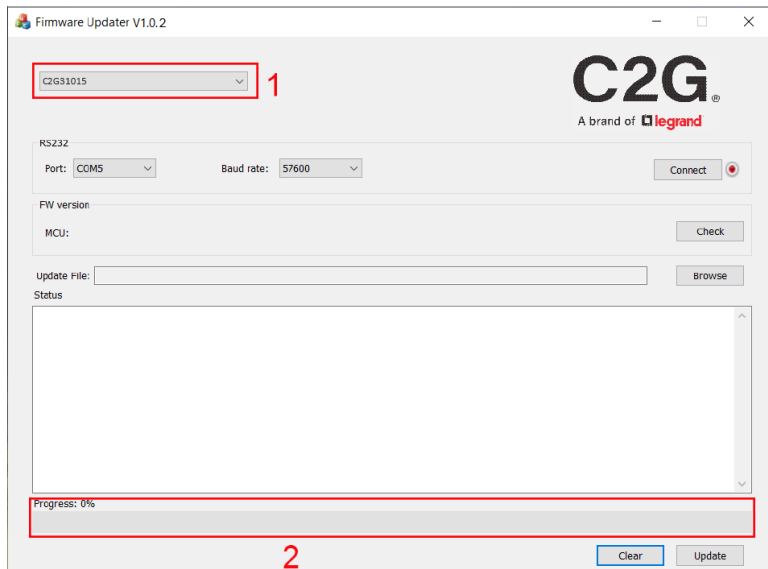 Firmware Updater V1.0.2
C2G31015
1
C2G®
A brand of legrand
RS232
Port: COM5 Baud rate: 57600 Connect
FW version
MCU: Check
Update File: Browse
Status
Progress: 0%
2
Clear Update